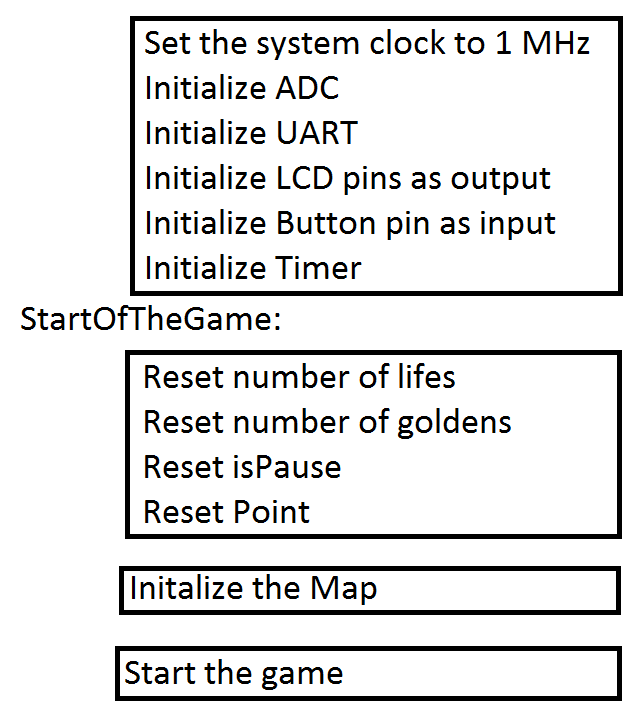 Set the system clock to 1 MHz
Initialize ADC
Initialize UART
Initialize LCD pins as output
Initialize Button pin as input
Initialize Timer
StartOfTheGame:
Reset number of lifes
Reset number of goldens
Reset isPause
Reset Point
Initalize the Map
Start the game